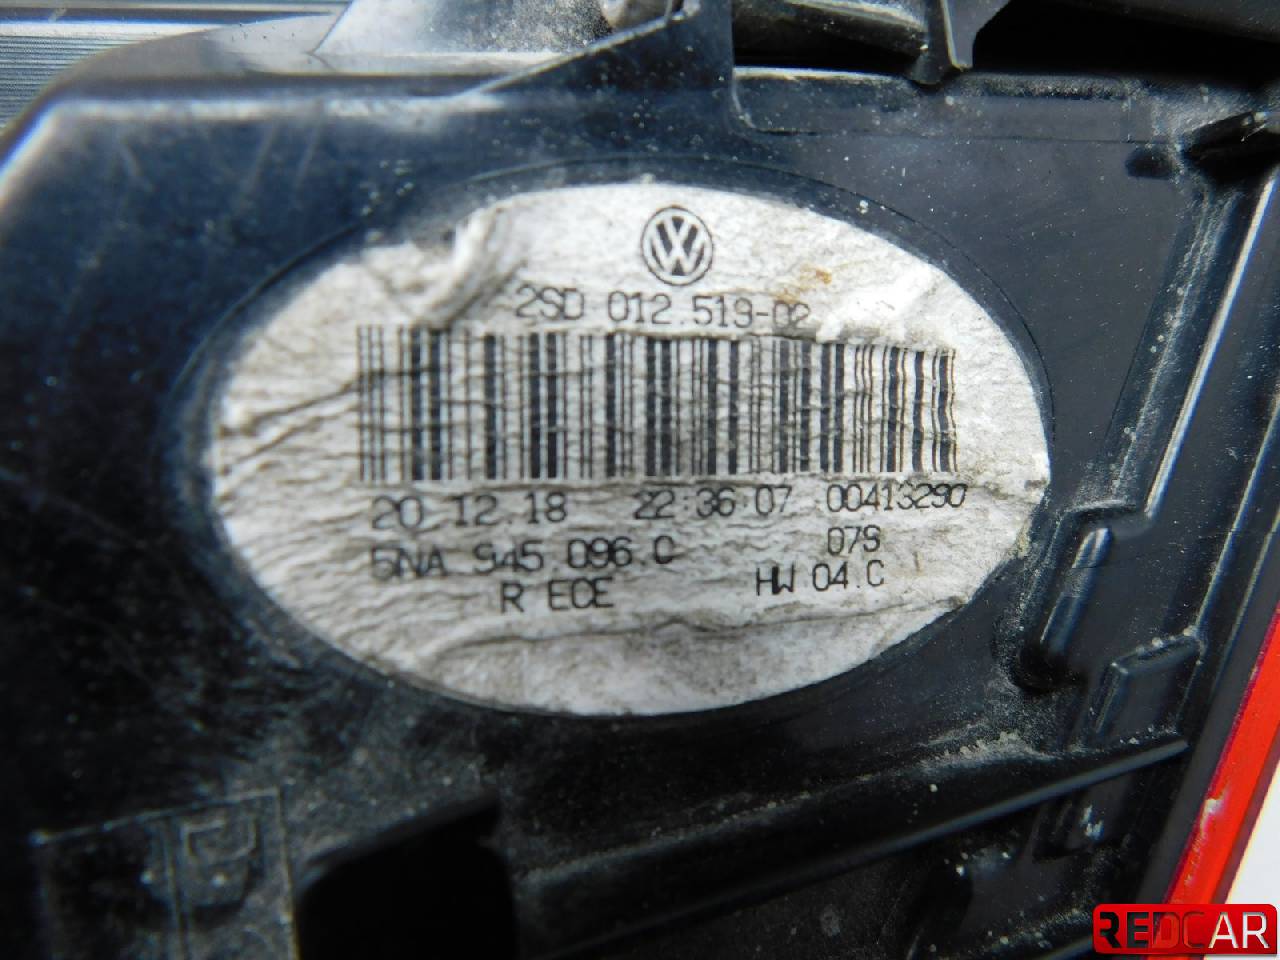 VW
2SD 012.519-02
20.12.18 22:36:07 00413290
5NA 945.096.C 07S
R ECE HW 04.C
REDCAR